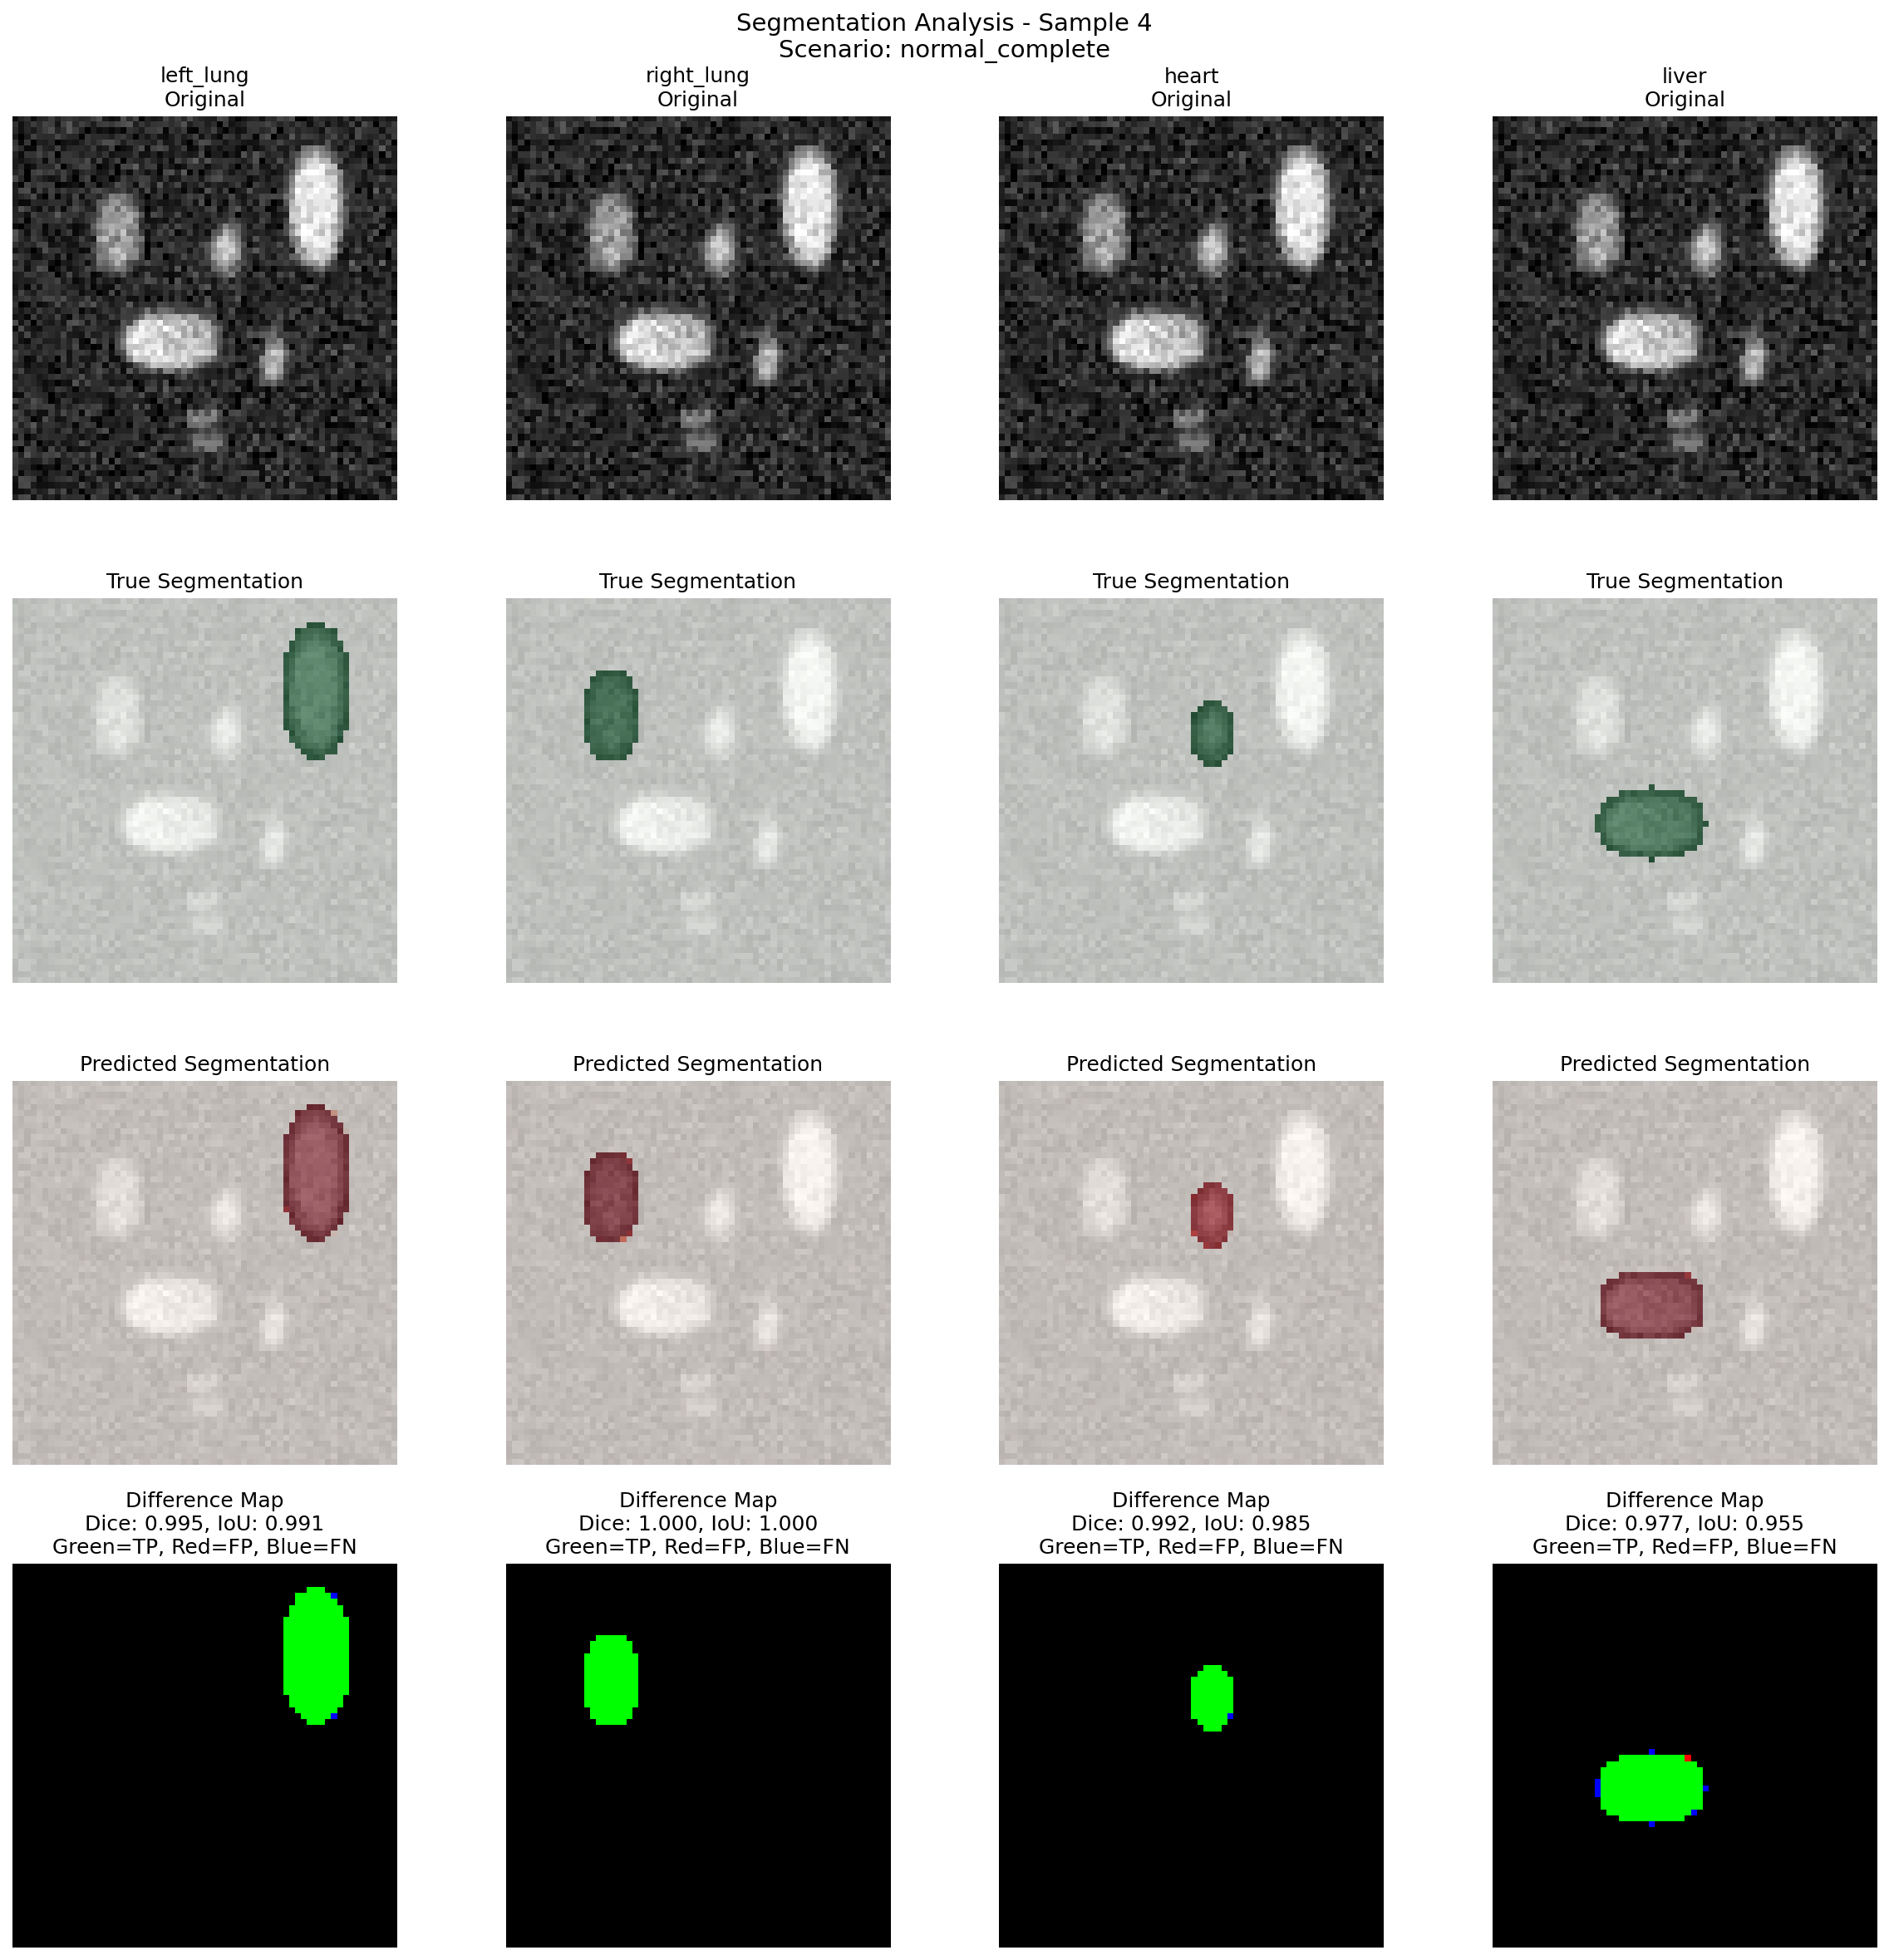 Segmentation Analysis - Sample 4
Scenario: normal_complete
left_lung
Original
right_lung
Original
heart
Original
liver
Original
True Segmentation
True Segmentation
True Segmentation
True Segmentation
Predicted Segmentation
Predicted Segmentation
Predicted Segmentation
Predicted Segmentation
Difference Map
Dice: 0.995, IoU: 0.991
Green=TP, Red=FP, Blue=FN
Difference Map
Dice: 1.000, IoU: 1.000
Green=TP, Red=FP, Blue=FN
Difference Map
Dice: 0.992, IoU: 0.985
Green=TP, Red=FP, Blue=FN
Difference Map
Dice: 0.977, IoU: 0.955
Green=TP, Red=FP, Blue=FN